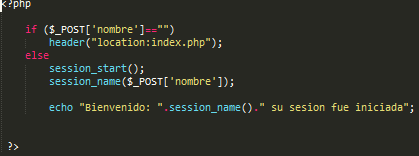 <?php
if ($_POST['nombre']=="")
header("location:index.php");
else
session_start();
session_name($_POST['nombre']);
echo "Bienvenido: ".session_name()." su sesion fue iniciada";
?>